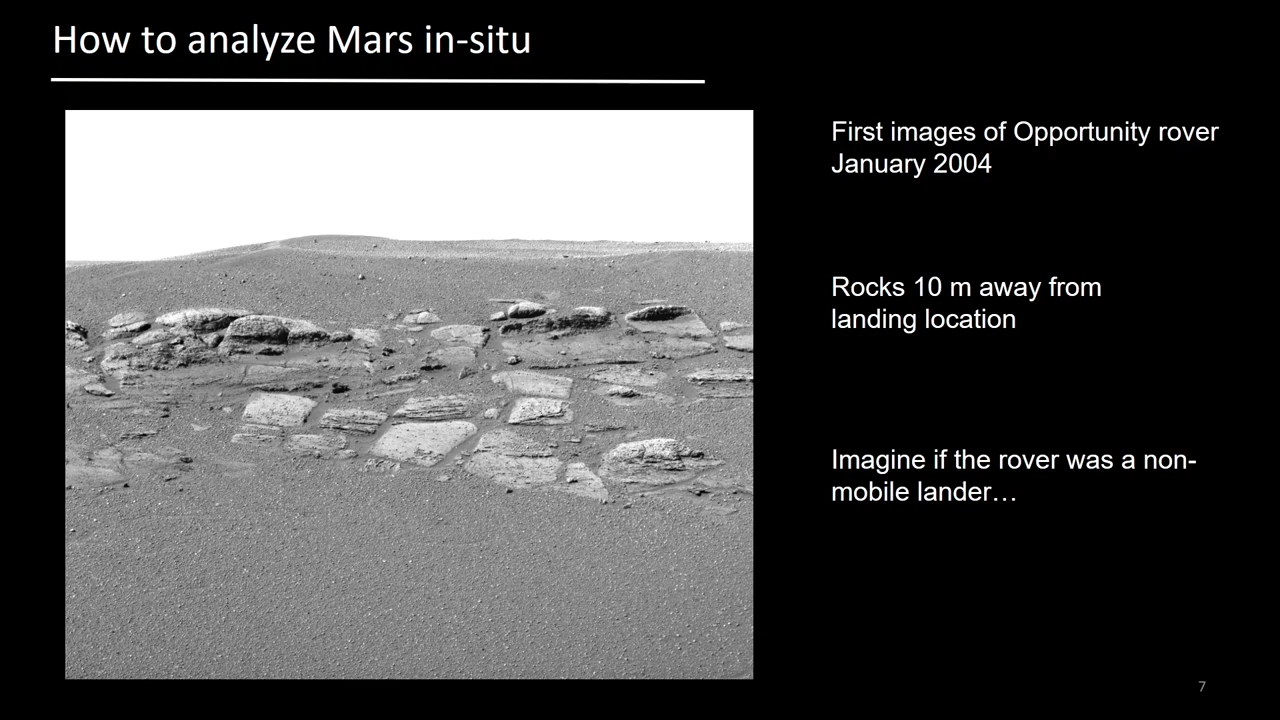 How to analyze Mars in-situ
First images of Opportunity rover
January 2004
Rocks 10 m away from
landing location
Imagine if the rover was a non-
mobile lander…
7